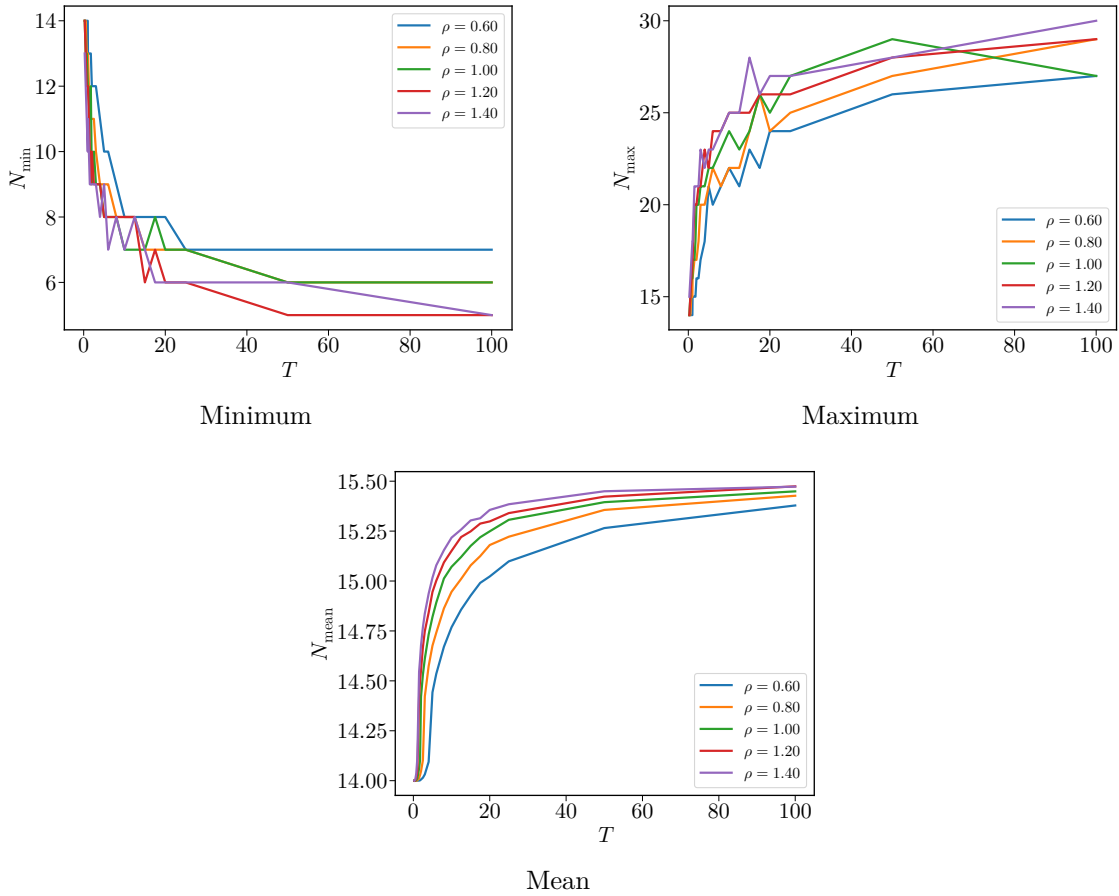 14
12
10
8
6
N_min
0 20 40 60 80 100
T
ρ = 0.60
ρ = 0.80
ρ = 1.00
ρ = 1.20
ρ = 1.40
Minimum
30
25
20
15
N_max
0 20 40 60 80 100
T
ρ = 0.60
ρ = 0.80
ρ = 1.00
ρ = 1.20
ρ = 1.40
Maximum
15.50
15.25
15.00
14.75
14.50
14.25
14.00
N_mean
0 20 40 60 80 100
T
ρ = 0.60
ρ = 0.80
ρ = 1.00
ρ = 1.20
ρ = 1.40
Mean